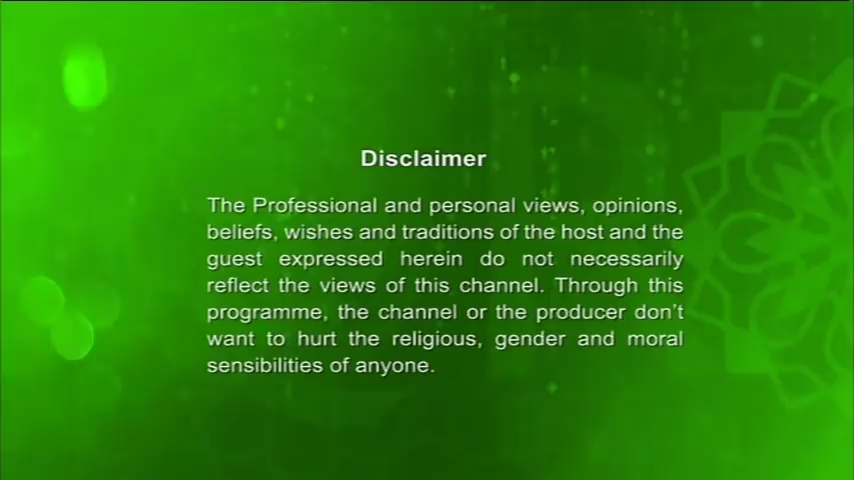 Disclaimer
The Professional and personal views, opinions,
beliefs, wishes and traditions of the host and the
guest expressed herein do not necessarily
reflect the views of this channel. Through this
programme, the channel or the producer don't
want to hurt the religious, gender and moral
sensibilities of anyone.